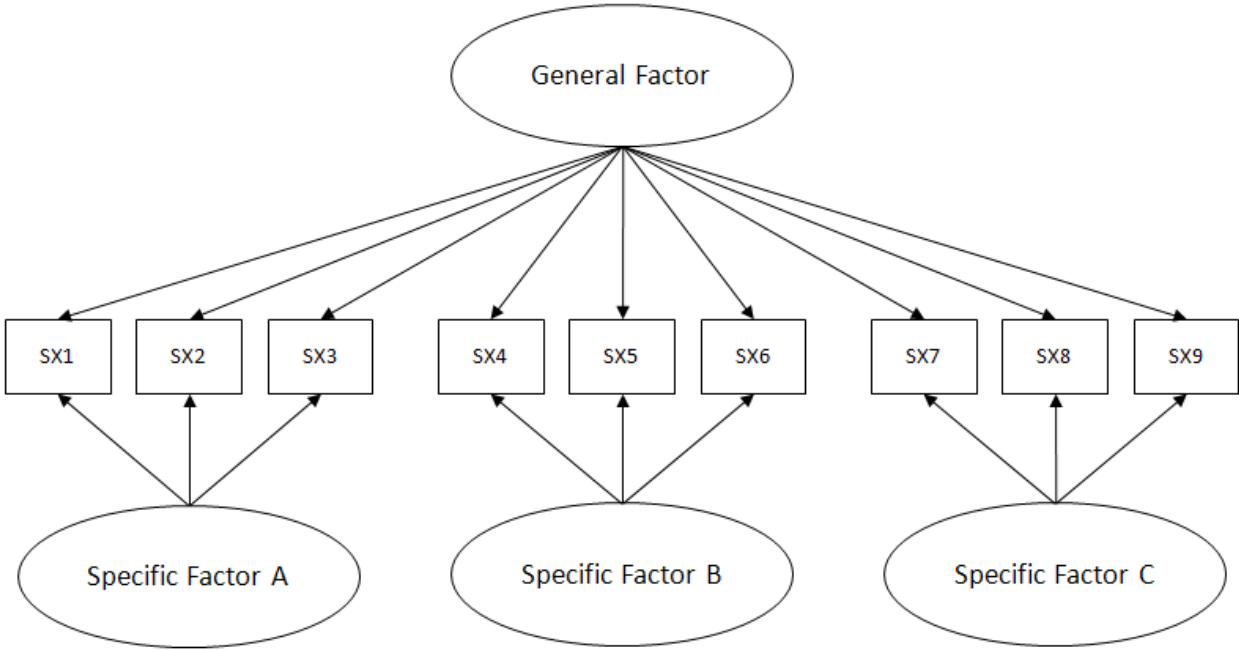 General Factor
SX1
SX2
SX3
SX4
SX5
SX6
SX7
SX8
SX9
Specific Factor A
Specific Factor B
Specific Factor C